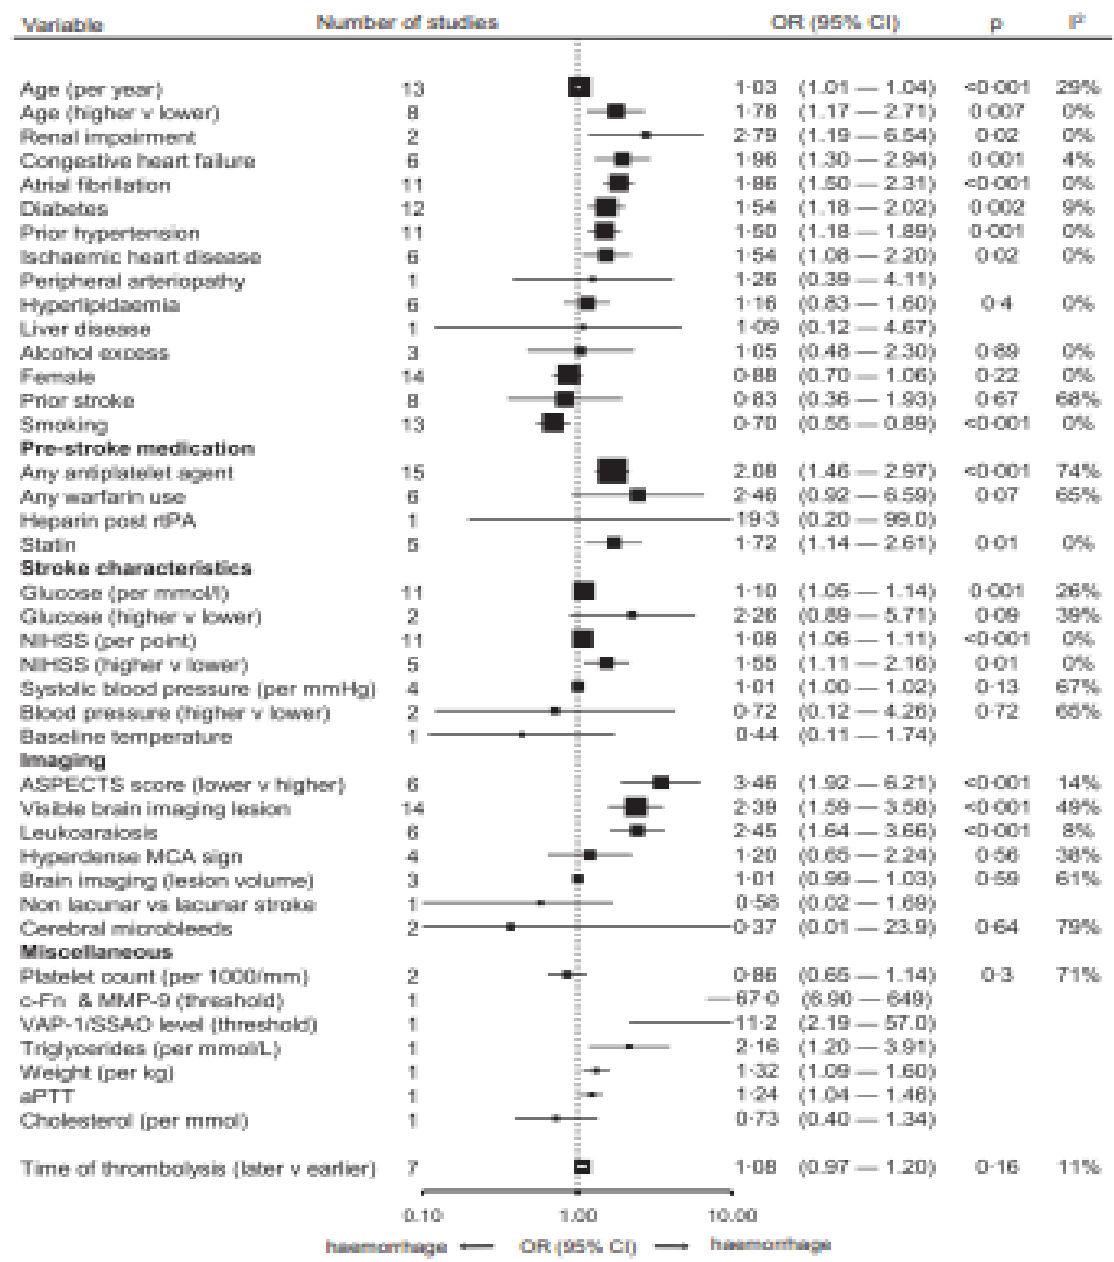 Variable Number of studies OR (95% CI) p I²
Age (per year) 13 1·03 (1.01 — 1.04) <0·001 29%
Age (higher v lower) 8 1·78 (1.17 — 2.71) 0·007 0%
Renal impairment 2 2·79 (1.19 — 6.54) 0·02 0%
Congestive heart failure 6 1·96 (1.30 — 2.94) 0·001 4%
Atrial fibrillation 11 1·86 (1.50 — 2.31) <0·001 0%
Diabetes 12 1·54 (1.18 — 2.02) 0·002 9%
Prior hypertension 11 1·50 (1.18 — 1.89) 0·001 0%
Ischaemic heart disease 6 1·54 (1.08 — 2.20) 0·02 0%
Peripheral arteriopathy 1 1·26 (0.39 — 4.11)
Hyperlipidaemia 6 1·16 (0.83 — 1.60) 0·4 0%
Liver disease 1 1·09 (0.12 — 4.67)
Alcohol excess 3 1·05 (0.48 — 2.30) 0·89 0%
Female 14 0·88 (0.70 — 1.06) 0·22 0%
Prior stroke 8 0·83 (0.36 — 1.93) 0·67 68%
Smoking 13 0·70 (0.55 — 0.89) <0·001 0%
Pre-stroke medication
Any antiplatelet agent 15 2·08 (1.46 — 2.97) <0·001 74%
Any warfarin use 6 2·46 (0.92 — 6.59) 0·07 65%
Heparin post rtPA 1 19·3 (0.20 — 99.0)
Statin 5 1·72 (1.14 — 2.61) 0·01 0%
Stroke characteristics
Glucose (per mmol/l) 11 1·10 (1.05 — 1.14) 0·001 26%
Glucose (higher v lower) 2 2·26 (0.89 — 5.71) 0·09 39%
NIHSS (per point) 11 1·08 (1.06 — 1.11) <0·001 0%
NIHSS (higher v lower) 5 1·55 (1.11 — 2.16) 0·01 0%
Systolic blood pressure (per mmHg) 4 1·01 (1.00 — 1.02) 0·13 67%
Blood pressure (higher v lower) 2 0·72 (0.12 — 4.26) 0·72 65%
Baseline temperature 1 0·44 (0.11 — 1.74)
Imaging
ASPECTS score (lower v higher) 6 3·46 (1.92 — 6.21) <0·001 14%
Visible brain imaging lesion 14 2·39 (1.59 — 3.58) <0·001 49%
Leukoaraiosis 6 2·45 (1.64 — 3.66) <0·001 8%
Hyperdense MCA sign 4 1·20 (0.65 — 2.24) 0·56 38%
Brain imaging (lesion volume) 3 1·01 (0.99 — 1.03) 0·59 61%
Non lacunar vs lacunar stroke 1 0·58 (0.02 — 1.69)
Cerebral microbleeds 2 0·37 (0.01 — 23.9) 0·64 79%
Miscellaneous
Platelet count (per 1000/mm) 2 0·86 (0.65 — 1.14) 0·3 71%
c-Fn & MMP-9 (threshold) 1 67·0 (6.90 — 649)
VAP-1/SSAO level (threshold) 1 11·2 (2.19 — 57.0)
Triglycerides (per mmol/L) 1 2·16 (1.20 — 3.91)
Weight (per kg) 1 1·32 (1.09 — 1.60)
aPTT 1 1·24 (1.04 — 1.46)
Cholesterol (per mmol) 1 0·73 (0.40 — 1.34)
Time of thrombolysis (later v earlier) 7 1·08 (0.97 — 1.20) 0·16 11%
0.10 1.00 10.00
haemorrhage ← OR (95% CI) → haemorrhage